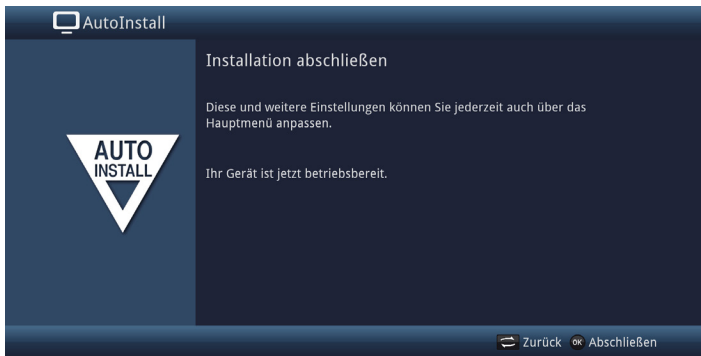 AutoInstall
Installation abschließen
Diese und weitere Einstellungen können Sie jederzeit auch über das
Hauptmenü anpassen.
AUTO
INSTALL
Ihr Gerät ist jetzt betriebsbereit.
Zurück OK Abschließen